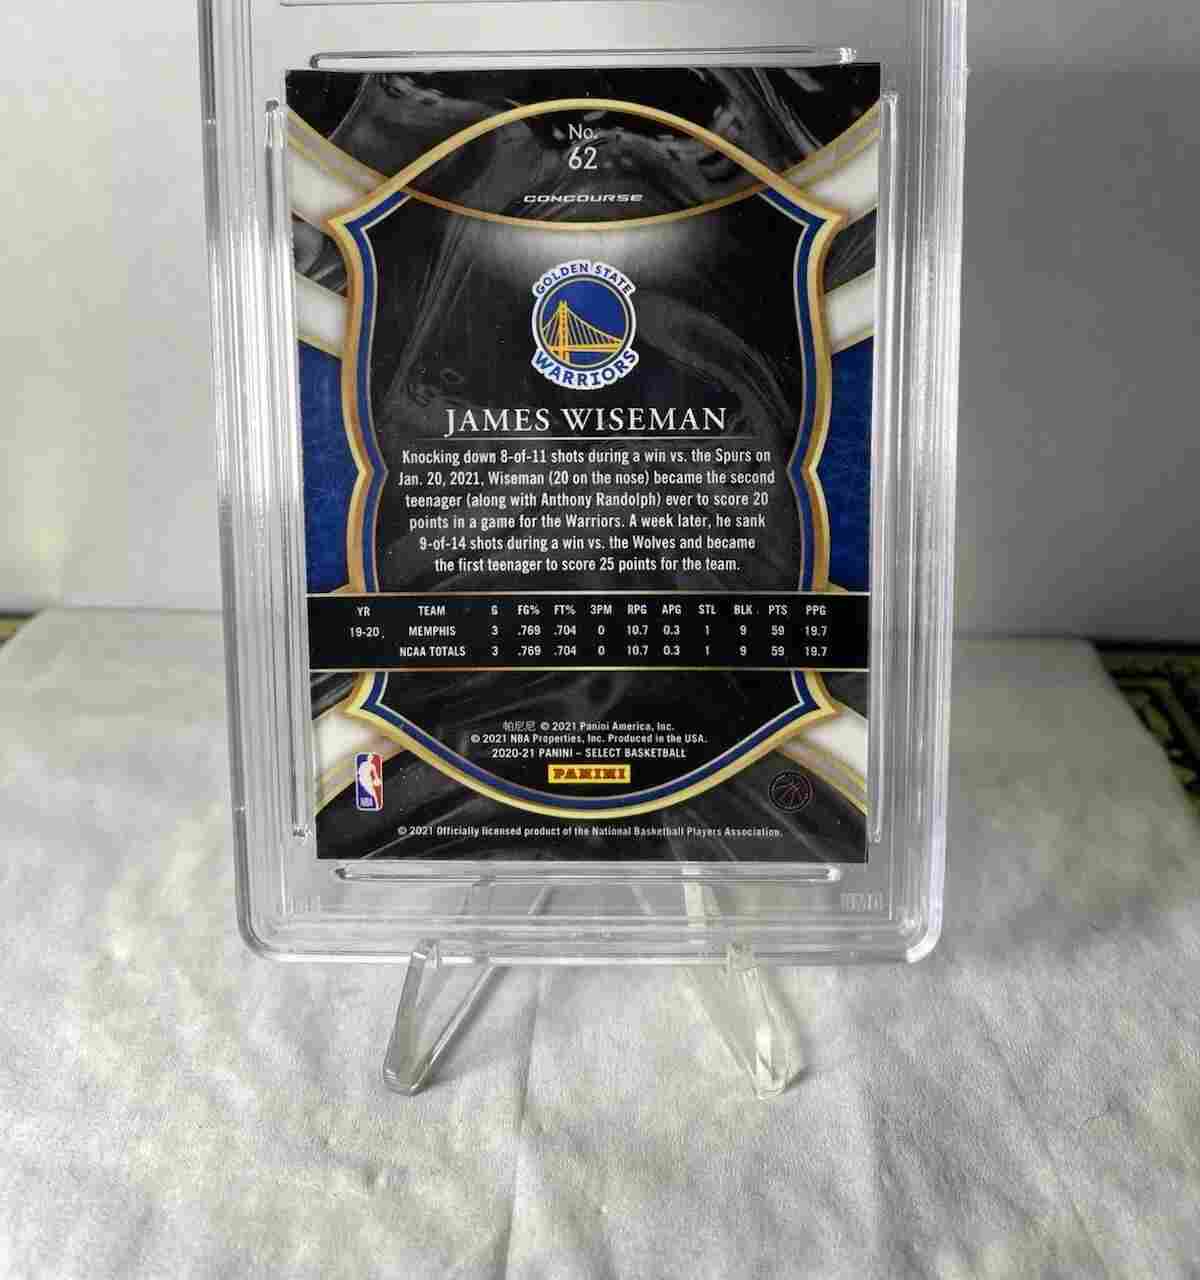 No.
62
CONCOURSE
GOLDEN STATE
WARRIORS
JAMES WISEMAN
Knocking down 8-of-11 shots during a win vs. the Spurs on
Jan. 20, 2021, Wiseman (20 on the nose) became the second
teenager (along with Anthony Randolph) ever to score 20
points in a game for the Warriors. A week later, he sank
9-of-14 shots during a win vs. the Wolves and became
the first teenager to score 25 points for the team.
YR TEAM G FG% FT% 3PM RPG APG STL BLK PTS PPG
19-20 MEMPHIS 3 .769 .704 0 10.7 0.3 1 9 59 19.7
NCAA TOTALS 3 .769 .704 0 10.7 0.3 1 9 59 19.7
帕尼尼 © 2021 Panini America, Inc.
© 2021 NBA Properties, Inc. Produced in the USA.
2020-21 PANINI – SELECT BASKETBALL
PANINI
NBA
© 2021 Officially licensed product of the National Basketball Players Association.